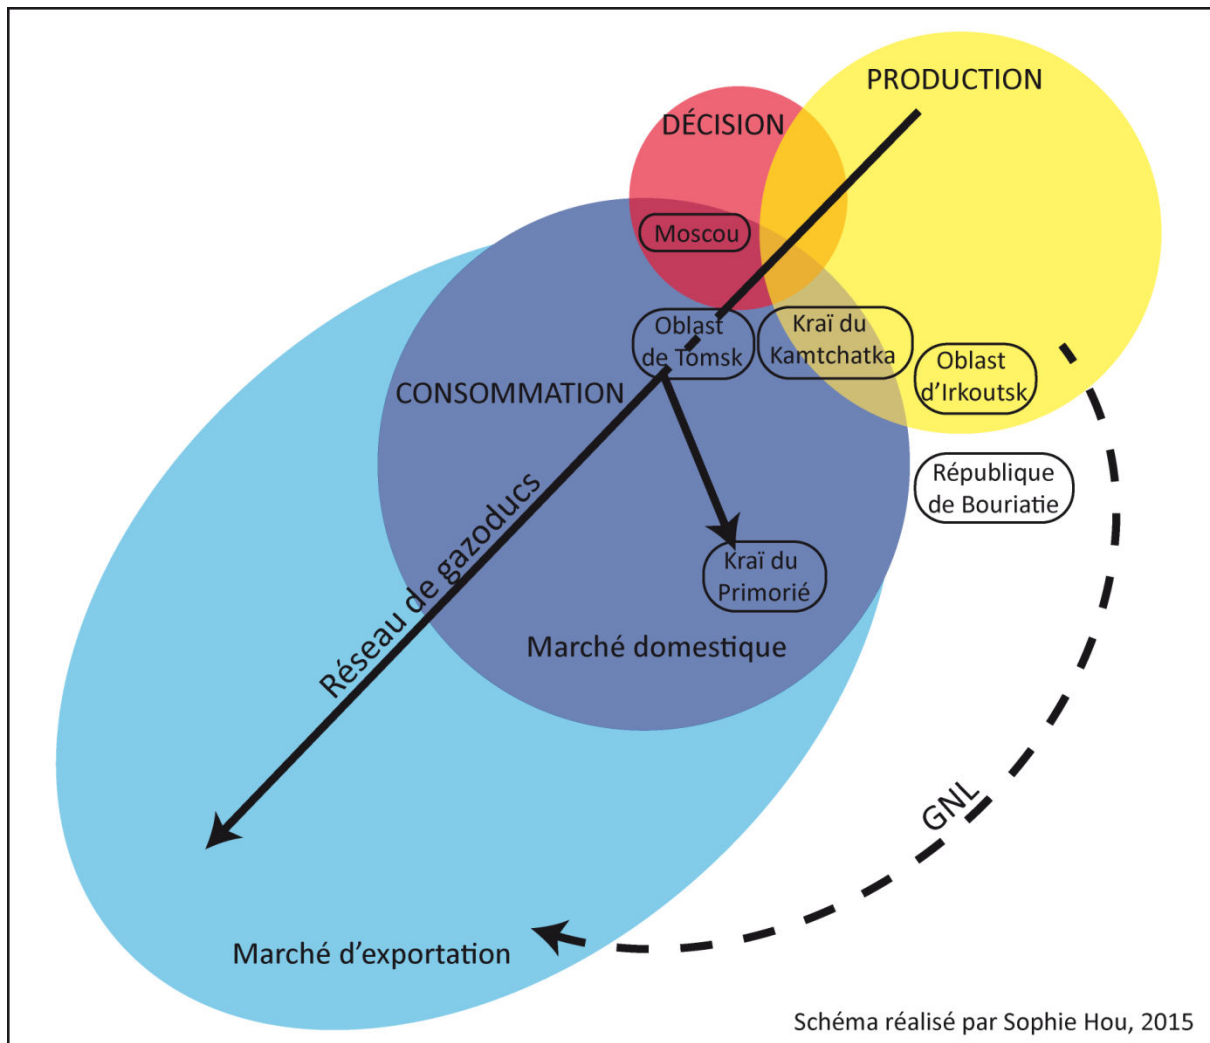 PRODUCTION
DÉCISION
Moscou
Oblast
de Tomsk
Kraï du
Kamtchatka
Oblast
d’Irkoutsk
CONSOMMATION
République
de Bouriatie
Réseau de gazoducs
Kraï du
Primorié
Marché domestique
GNL
Marché d’exportation
Schéma réalisé par Sophie Hou, 2015